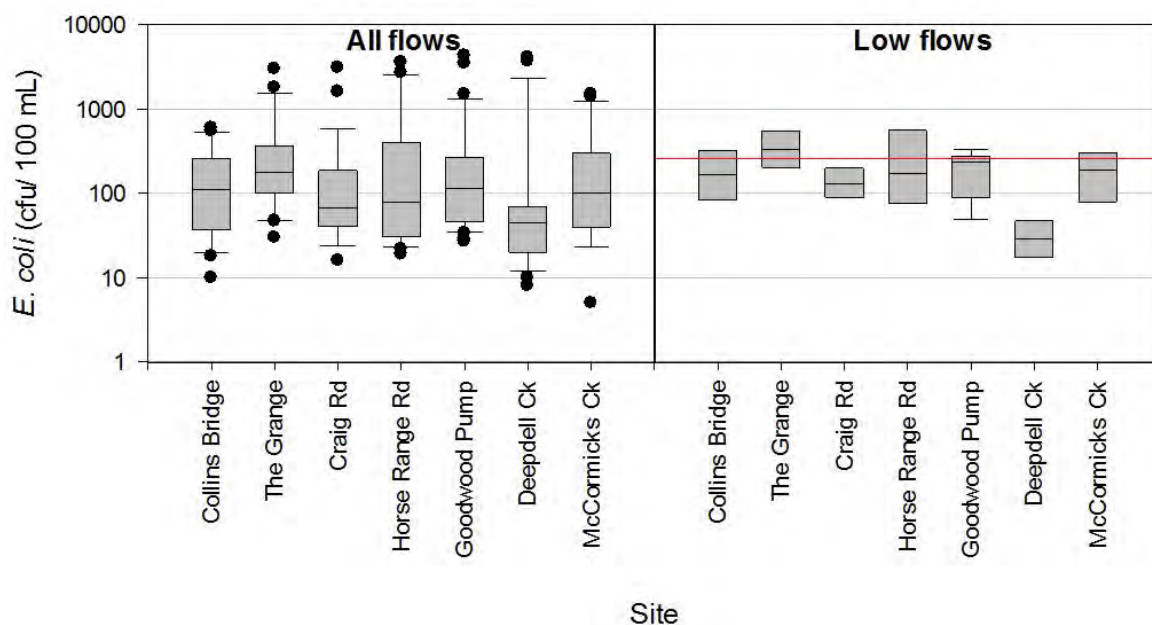 All flows
Low flows
E. coli (cfu/ 100 mL)
10000
1000
100
10
1
Collins Bridge
The Grange
Craig Rd
Horse Range Rd
Goodwood Pump
Deepdell Ck
McCormicks Ck
Collins Bridge
The Grange
Craig Rd
Horse Range Rd
Goodwood Pump
Deepdell Ck
McCormicks Ck
Site